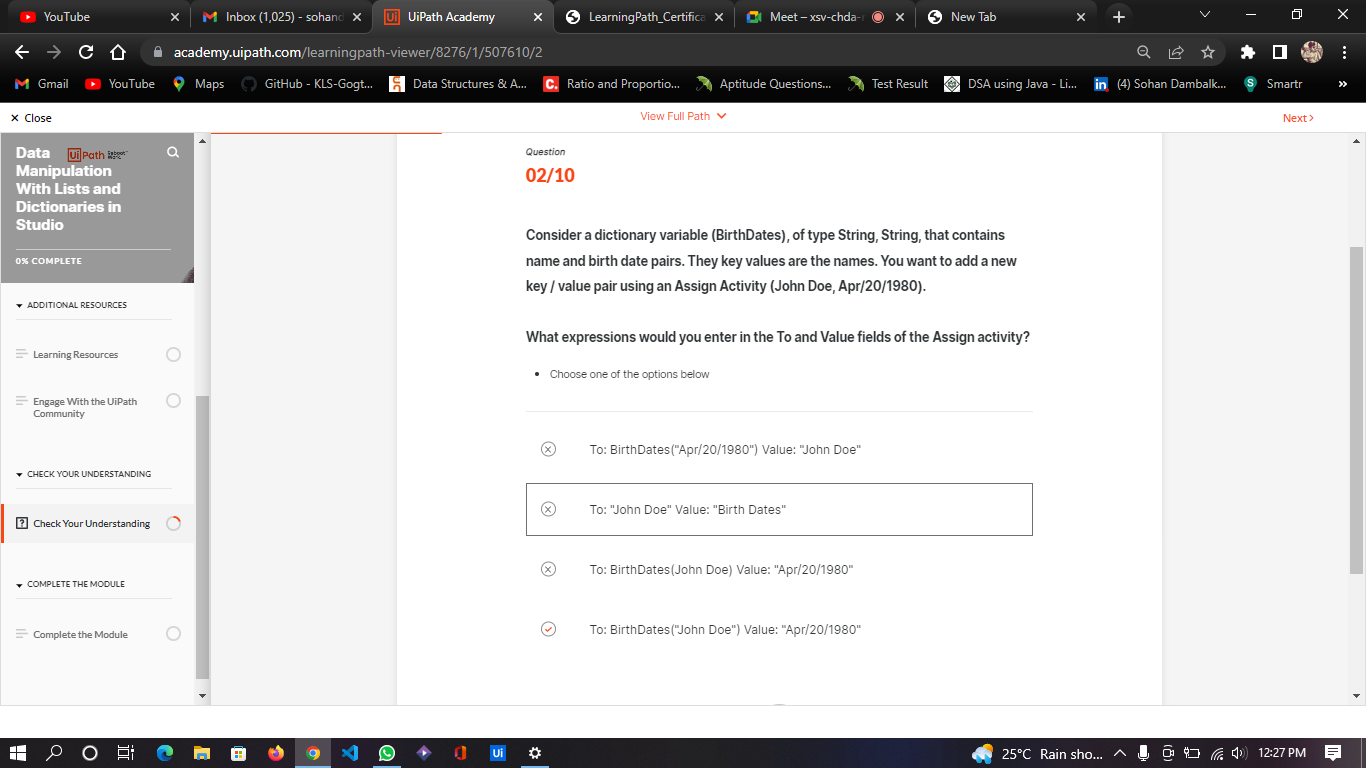 YouTube
Inbox (1,025) - sohand
UiPath Academy
LearningPath_Certifica
Meet – xsv-chda-
New Tab
academy.uipath.com/learningpath-viewer/8276/1/507610/2
Gmail
YouTube
Maps
GitHub - KLS-Gogt...
Data Structures & A...
Ratio and Proportio...
Aptitude Questions...
Test Result
DSA using Java - Li...
(4) Sohan Dambalk...
Smartr
»
Close
View Full Path
Next
Data
Manipulation
With Lists and
Dictionaries in
Studio
UiPath
0% COMPLETE
ADDITIONAL RESOURCES
Learning Resources
Engage With the UiPath
Community
CHECK YOUR UNDERSTANDING
Check Your Understanding
COMPLETE THE MODULE
Complete the Module
Question
02/10
Consider a dictionary variable (BirthDates), of type String, String, that contains
name and birth date pairs. They key values are the names. You want to add a new
key / value pair using an Assign Activity (John Doe, Apr/20/1980).
What expressions would you enter in the To and Value fields of the Assign activity?
• Choose one of the options below
To: BirthDates("Apr/20/1980") Value: "John Doe"
To: "John Doe" Value: "Birth Dates"
To: BirthDates(John Doe) Value: "Apr/20/1980"
To: BirthDates("John Doe") Value: "Apr/20/1980"
25°C Rain sho...
12:27 PM